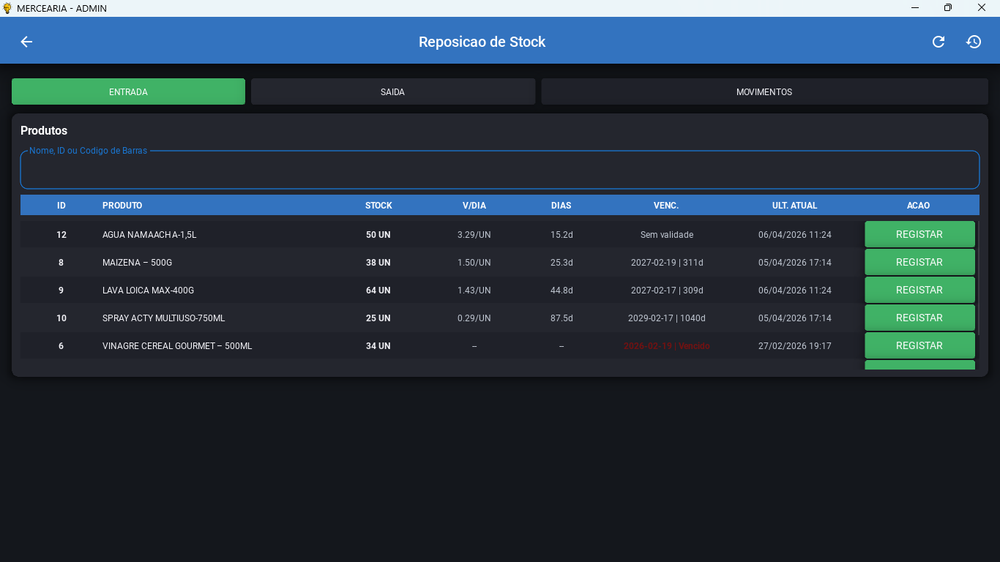 MERCEARIA - ADMIN
Reposicao de Stock
ENTRADA SAIDA MOVIMENTOS
Produtos
Nome, ID ou Codigo de Barras
ID PRODUTO STOCK V/DIA DIAS VENC. ULT. ATUAL ACAO
12 AGUA NAMAACHA-1,5L 50 UN 3.29/UN 15.2d Sem validade 06/04/2026 11:24 REGISTAR
8 MAIZENA – 500G 38 UN 1.50/UN 25.3d 2027-02-19 | 311d 05/04/2026 17:14 REGISTAR
9 LAVA LOICA MAX-400G 64 UN 1.43/UN 44.8d 2027-02-17 | 309d 06/04/2026 11:24 REGISTAR
10 SPRAY ACTY MULTIUSO-750ML 25 UN 0.29/UN 87.5d 2029-02-17 | 1040d 05/04/2026 17:14 REGISTAR
6 VINAGRE CEREAL GOURMET – 500ML 34 UN -- -- 2026-02-19 | Vencido 27/02/2026 19:17 REGISTAR